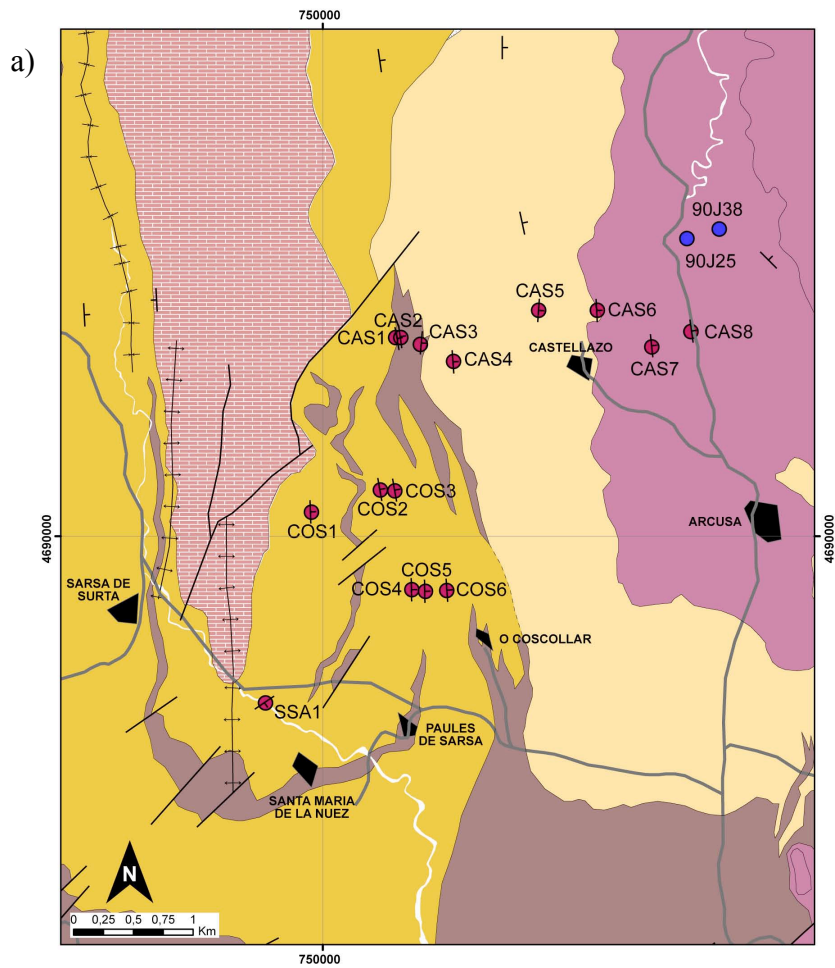 750000
a)
90J38
90J25
CAS5
CAS6
CAS2
CAS1
CAS3
CAS8
CASTELLAZO
CAS4
CAS7
COS3
COS2
COS1
ARCUSA
4690000
4690000
COS5
SARSA DE
SURTA
COS4
COS6
O COSCOLLAR
SSA1
PAULES
DE SARSA
SANTA MARIA
DE LA NUEZ
N
0 0,25 0,5 0,75 1
Km
750000